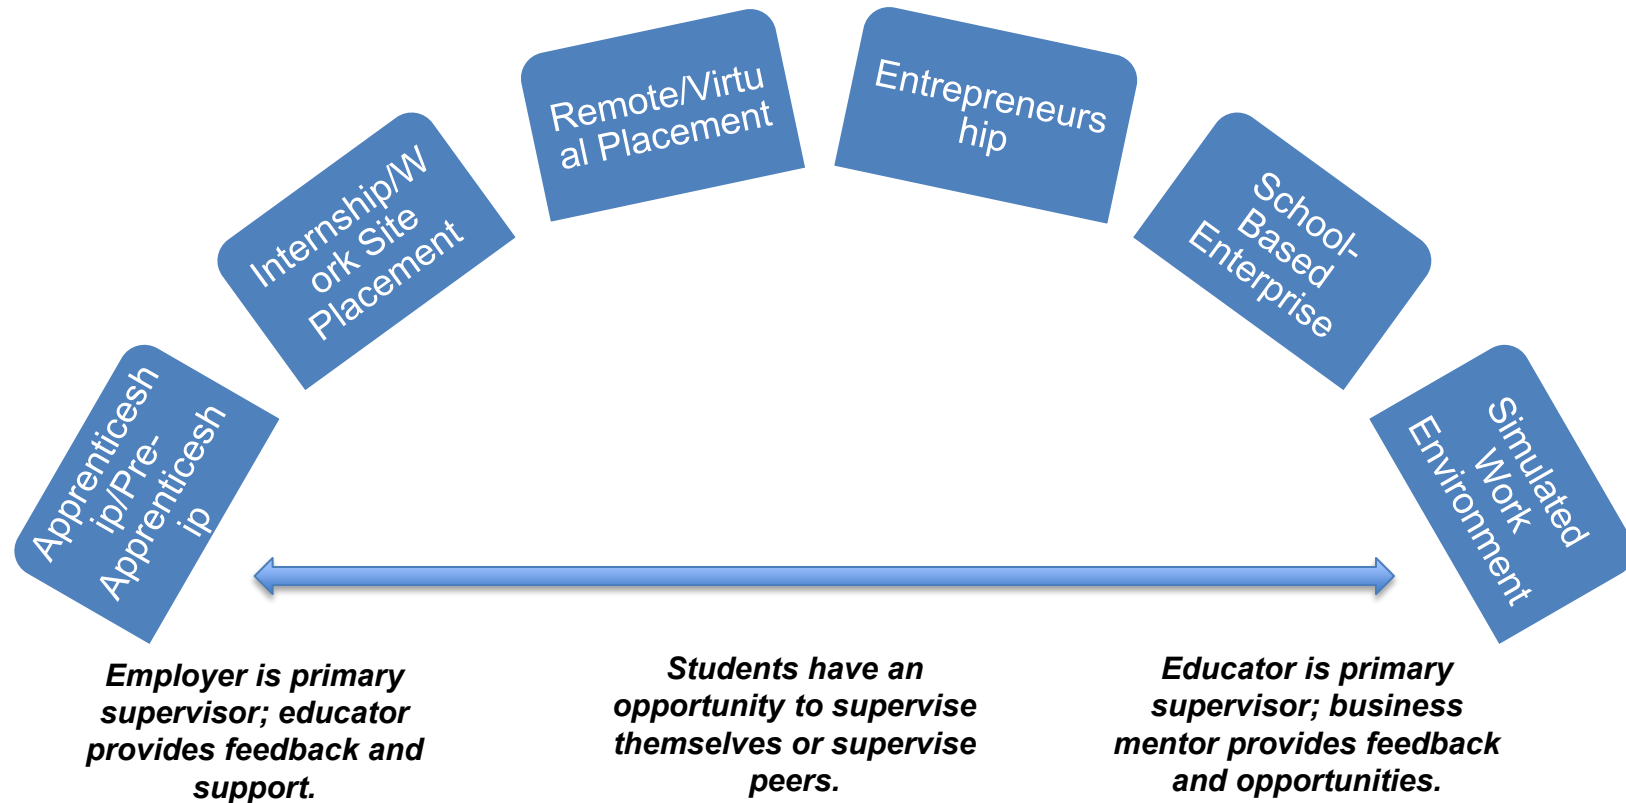 Apprenticesh
ip/Pre-
Apprenticesh
ip
Internship/W
ork Site
Placement
Remote/Virtu
al Placement
Entrepreneurs
hip
School-
Based
Enterprise
Simulated
Work
Environment
Employer is primary
supervisor; educator
provides feedback and
support.
Students have an
opportunity to supervise
themselves or supervise
peers.
Educator is primary
supervisor; business
mentor provides feedback
and opportunities.